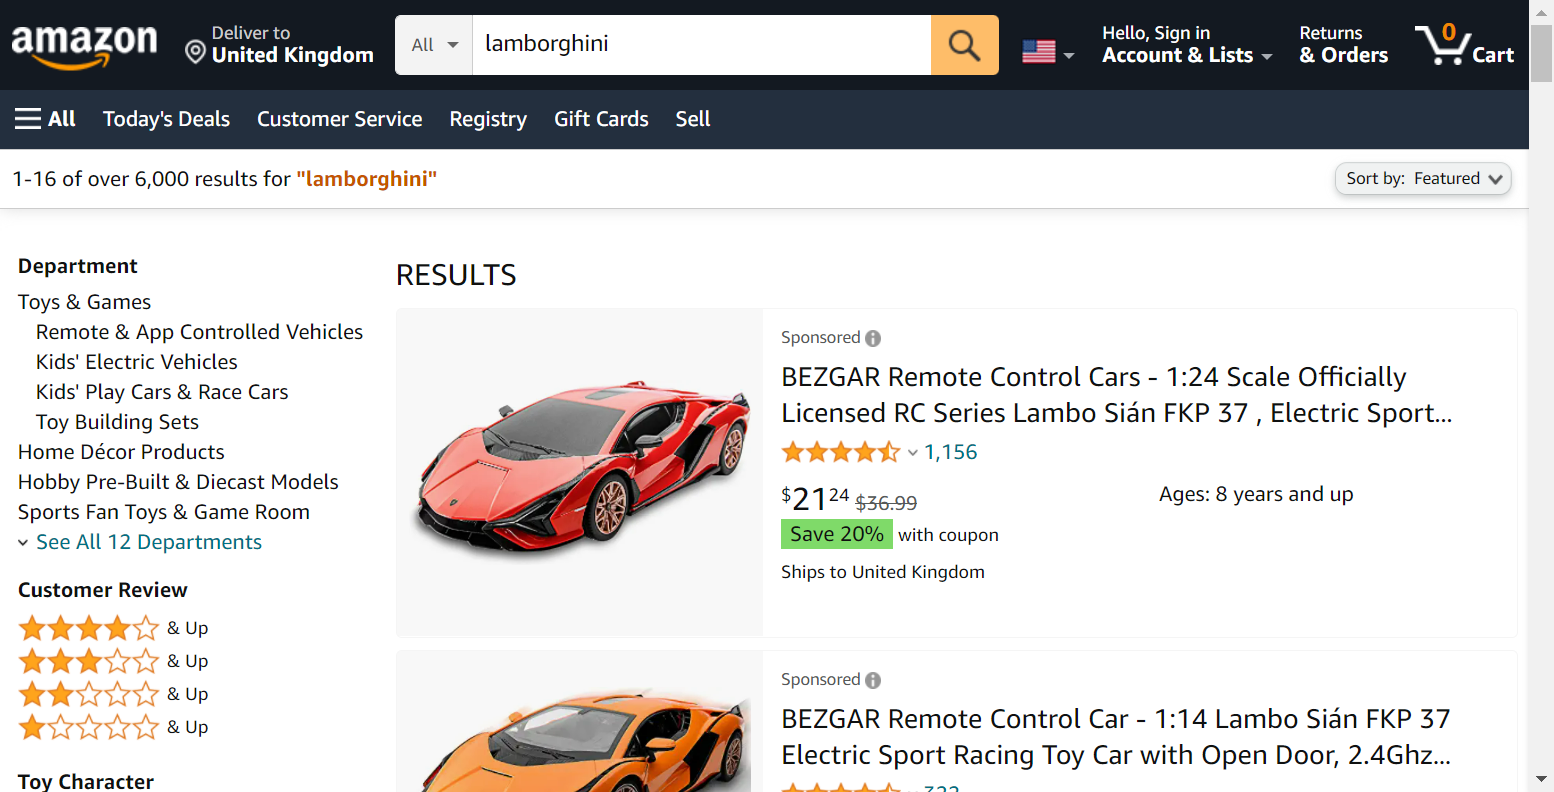 amazon
Deliver to
United Kingdom
All
lamborghini
Hello, Sign in
Account & Lists
Returns
& Orders
0
Cart
All
Today's Deals
Customer Service
Registry
Gift Cards
Sell
1-16 of over 6,000 results for "lamborghini"
Sort by: Featured
Department
Toys & Games
Remote & App Controlled Vehicles
Kids' Electric Vehicles
Kids' Play Cars & Race Cars
Toy Building Sets
Home Décor Products
Hobby Pre-Built & Diecast Models
Sports Fan Toys & Game Room
See All 12 Departments
Customer Review
& Up
& Up
& Up
& Up
Toy Character
RESULTS
Sponsored
BEZGAR Remote Control Cars - 1:24 Scale Officially
Licensed RC Series Lambo Sián FKP 37 , Electric Sport...
1,156
$2124 $36.99
Save 20% with coupon
Ships to United Kingdom
Ages: 8 years and up
Sponsored
BEZGAR Remote Control Car - 1:14 Lambo Sián FKP 37
Electric Sport Racing Toy Car with Open Door, 2.4Ghz...